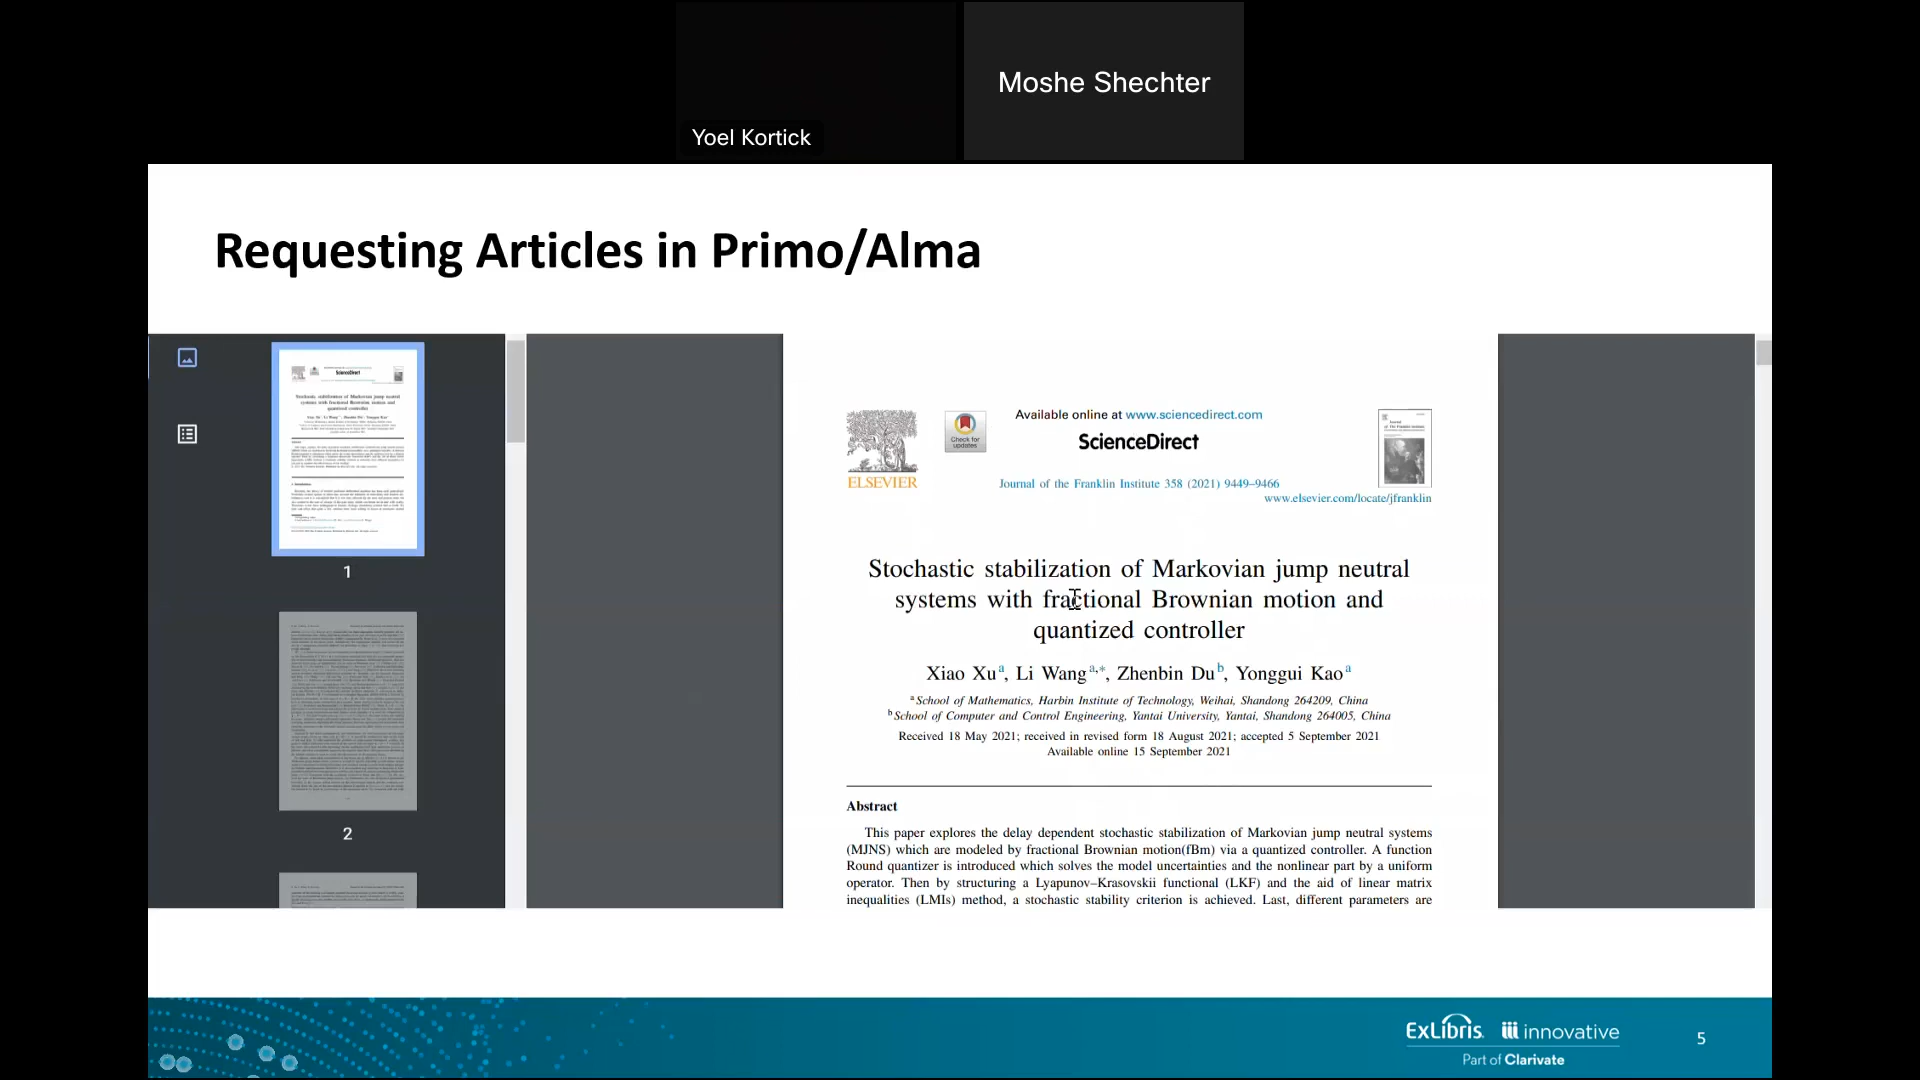 Moshe Shechter
Yoel Kortick
Requesting Articles in Primo/Alma
1
2
Available online at www.sciencedirect.com
Check for
updates
ScienceDirect
ELSEVIER
Journal of the Franklin Institute 358 (2021) 9449–9466
www.elsevier.com/locate/jfranklin
Stochastic stabilization of Markovian jump neutral
systems with fractional Brownian motion and
quantized controller
Xiao Xu a, Li Wang a,*, Zhenbin Du b, Yonggui Kao a
a School of Mathematics, Harbin Institute of Technology, Weihai, Shandong 264209, China
b School of Computer and Control Engineering, Yantai University, Yantai, Shandong 264005, China
Received 18 May 2021; received in revised form 18 August 2021; accepted 5 September 2021
Available online 15 September 2021
Abstract
This paper explores the delay dependent stochastic stabilization of Markovian jump neutral systems
(MJNS) which are modeled by fractional Brownian motion(fBm) via a quantized controller. A function
Round quantizer is introduced which solves the model uncertainties and the nonlinear part by a uniform
operator. Then by structuring a Lyapunov–Krasovskii functional (LKF) and the aid of linear matrix
inequalities (LMIs) method, a stochastic stability criterion is achieved. Last, different parameters are
ExLibris innovative
Part of Clarivate
5